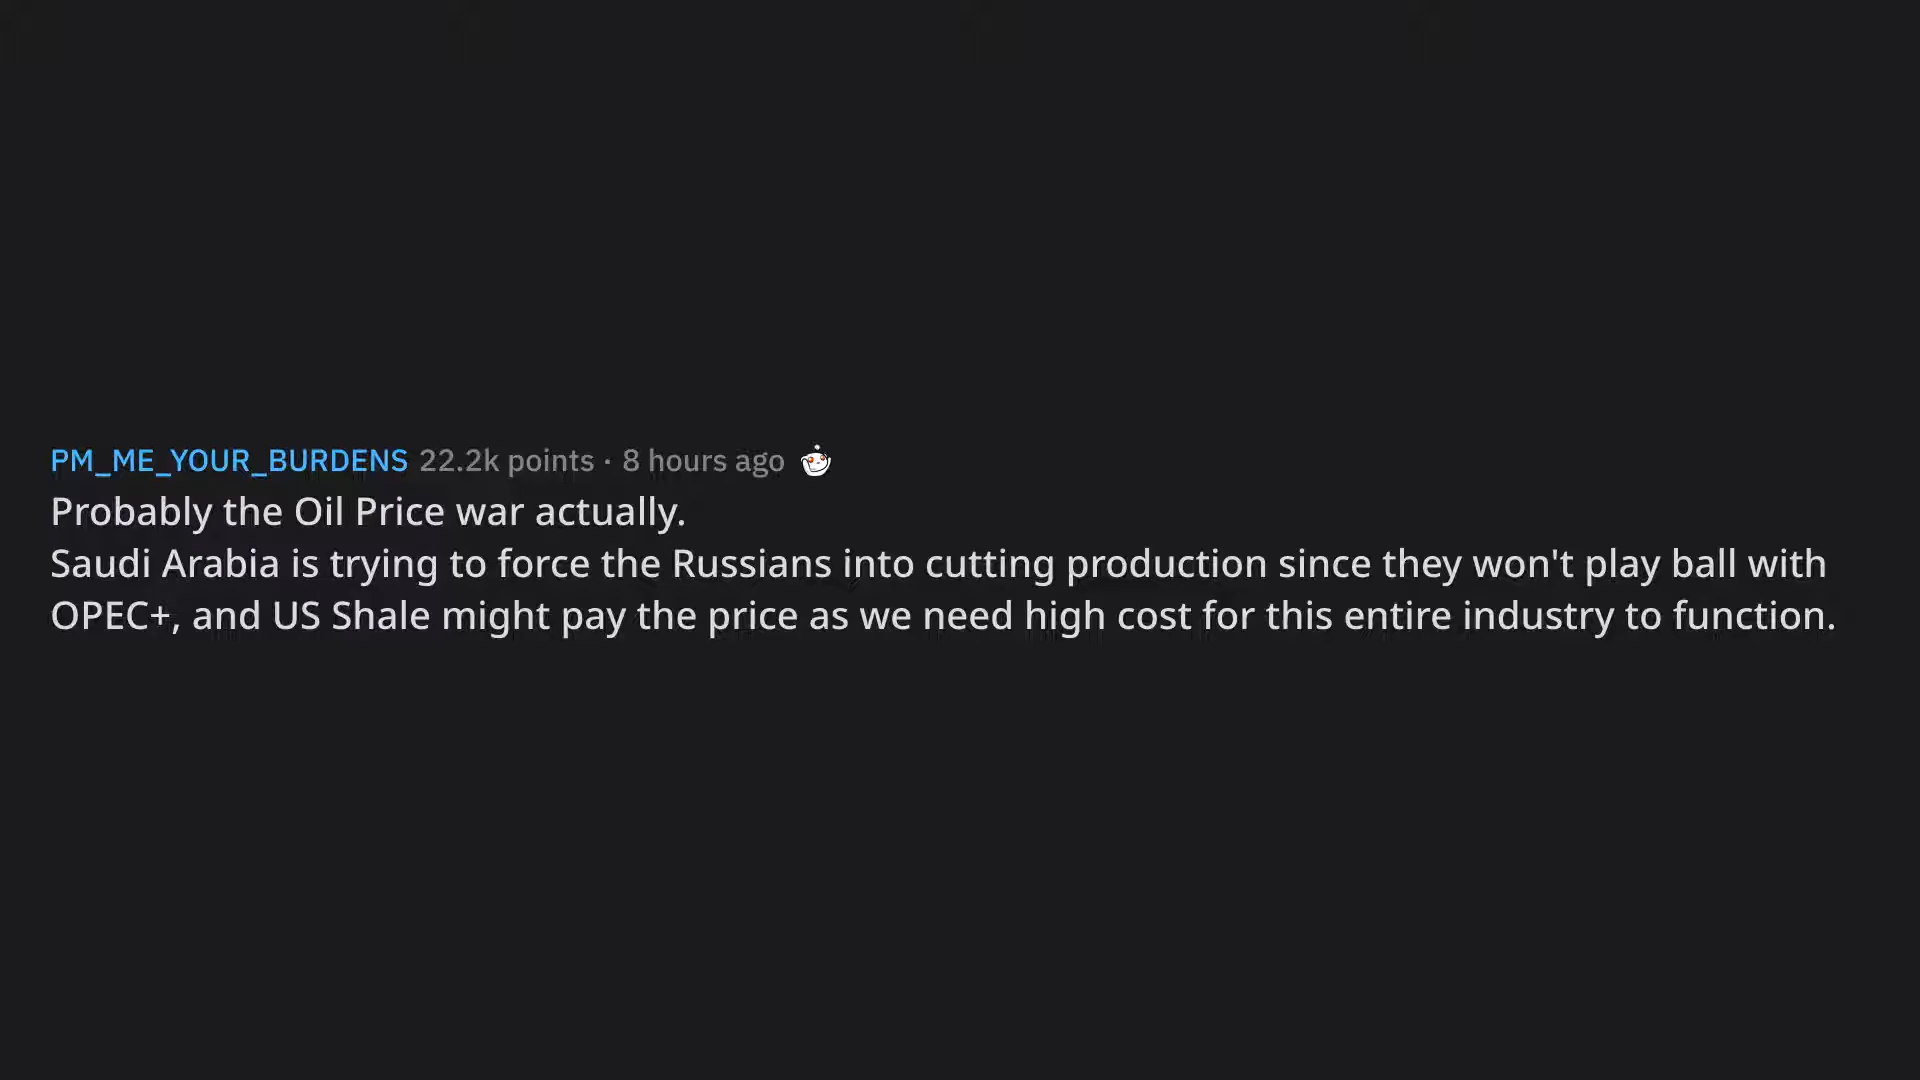 PM_ME_YOUR_BURDENS 22.2k points · 8 hours ago
Probably the Oil Price war actually.
Saudi Arabia is trying to force the Russians into cutting production since they won't play ball with
OPEC+, and US Shale might pay the price as we need high cost for this entire industry to function.